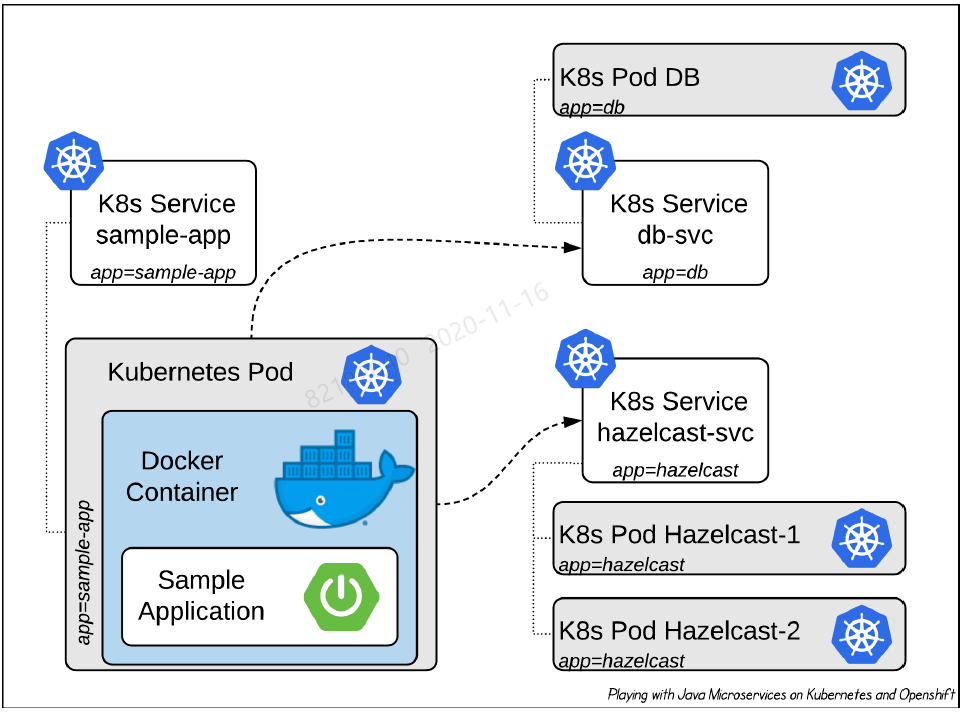 K8s Pod DB
app=db
K8s Service
sample-app
app=sample-app
K8s Service
db-svc
app=db
2020-11-16
Kubernetes Pod
Docker
Container
Sample
Application
app=sample-app
K8s Service
hazelcast-svc
app=hazelcast
K8s Pod Hazelcast-1
app=hazelcast
K8s Pod Hazelcast-2
app=hazelcast
Playing with Java Microservices on Kubernetes and Openshift